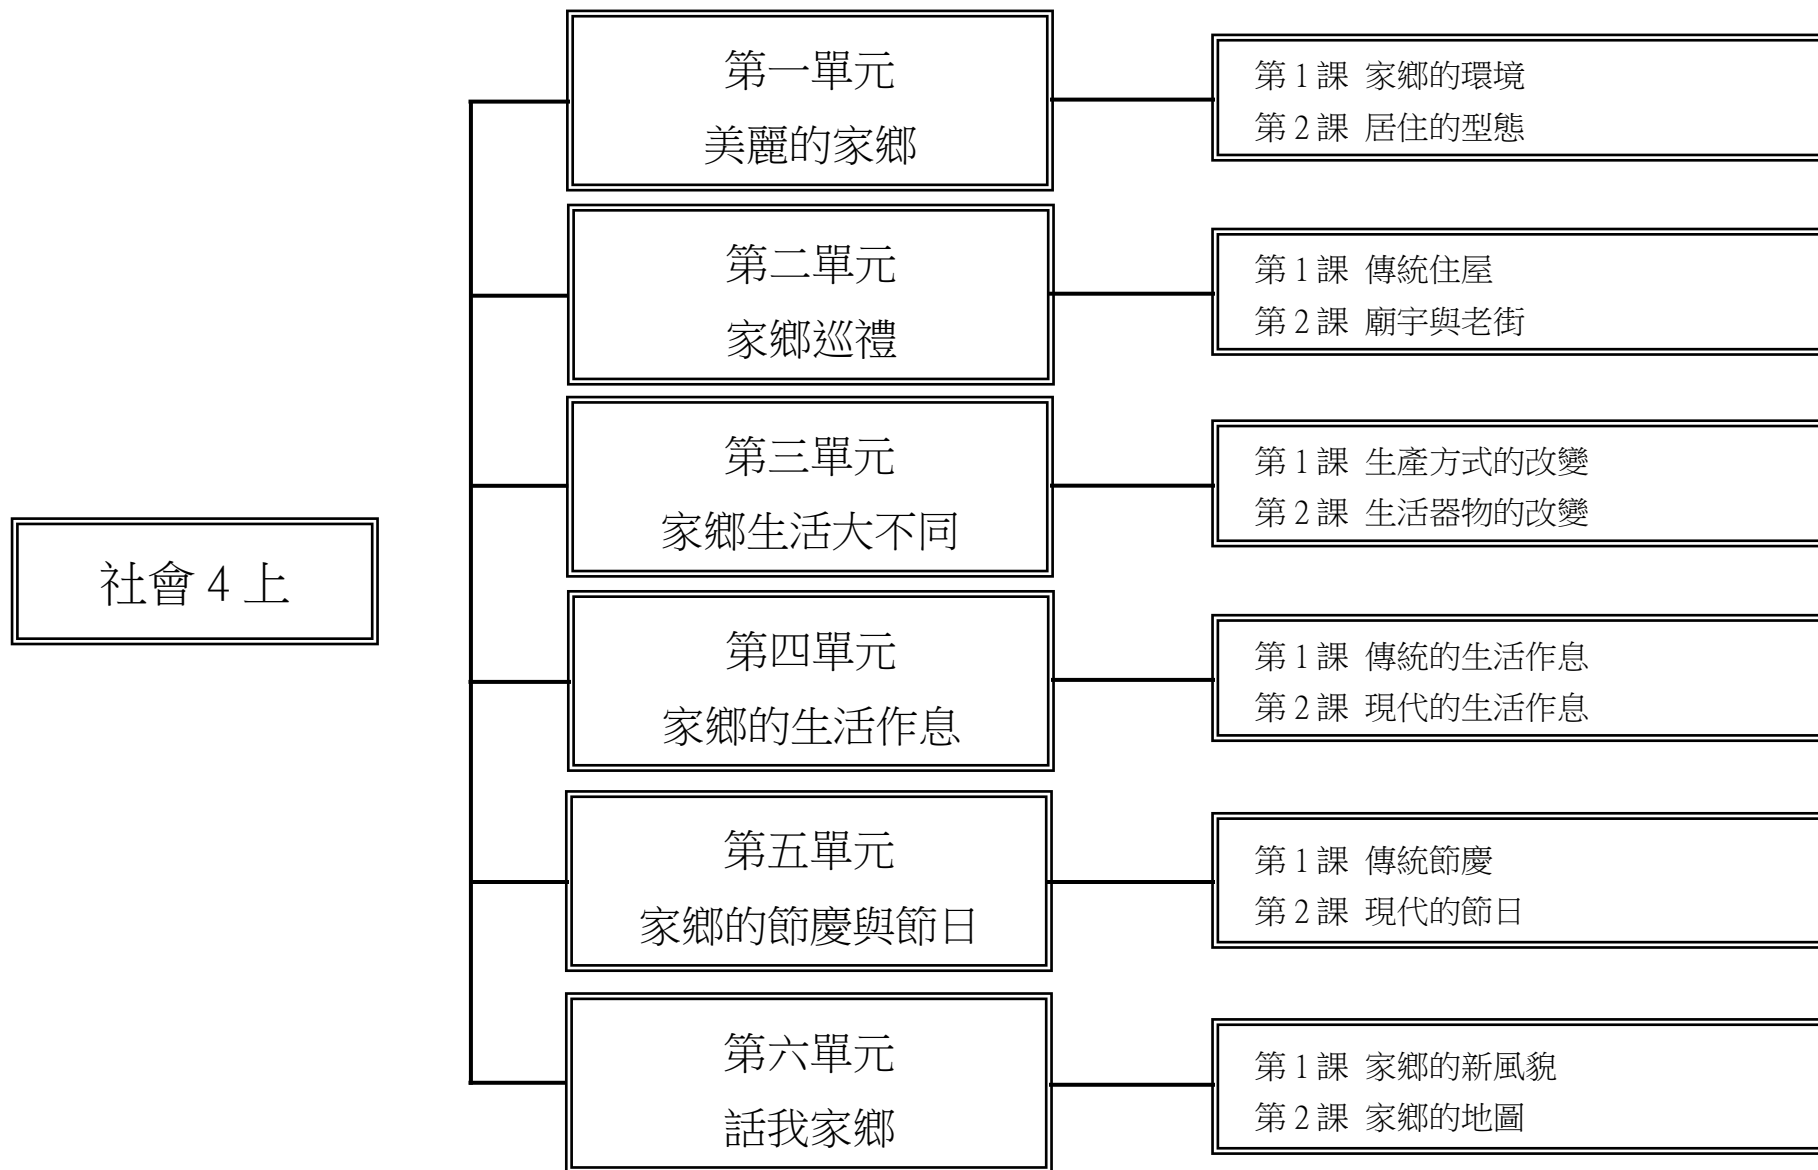 社會 4 上
第一單元
美麗的家鄉
第 1 課 家鄉的環境
第 2 課 居住的型態
第二單元
家鄉巡禮
第 1 課 傳統住屋
第 2 課 廟宇與老街
第三單元
家鄉生活大不同
第 1 課 生產方式的改變
第 2 課 生活器物的改變
第四單元
家鄉的生活作息
第 1 課 傳統的生活作息
第 2 課 現代的生活作息
第五單元
家鄉的節慶與節日
第 1 課 傳統節慶
第 2 課 現代的節日
第六單元
話我家鄉
第 1 課 家鄉的新風貌
第 2 課 家鄉的地圖